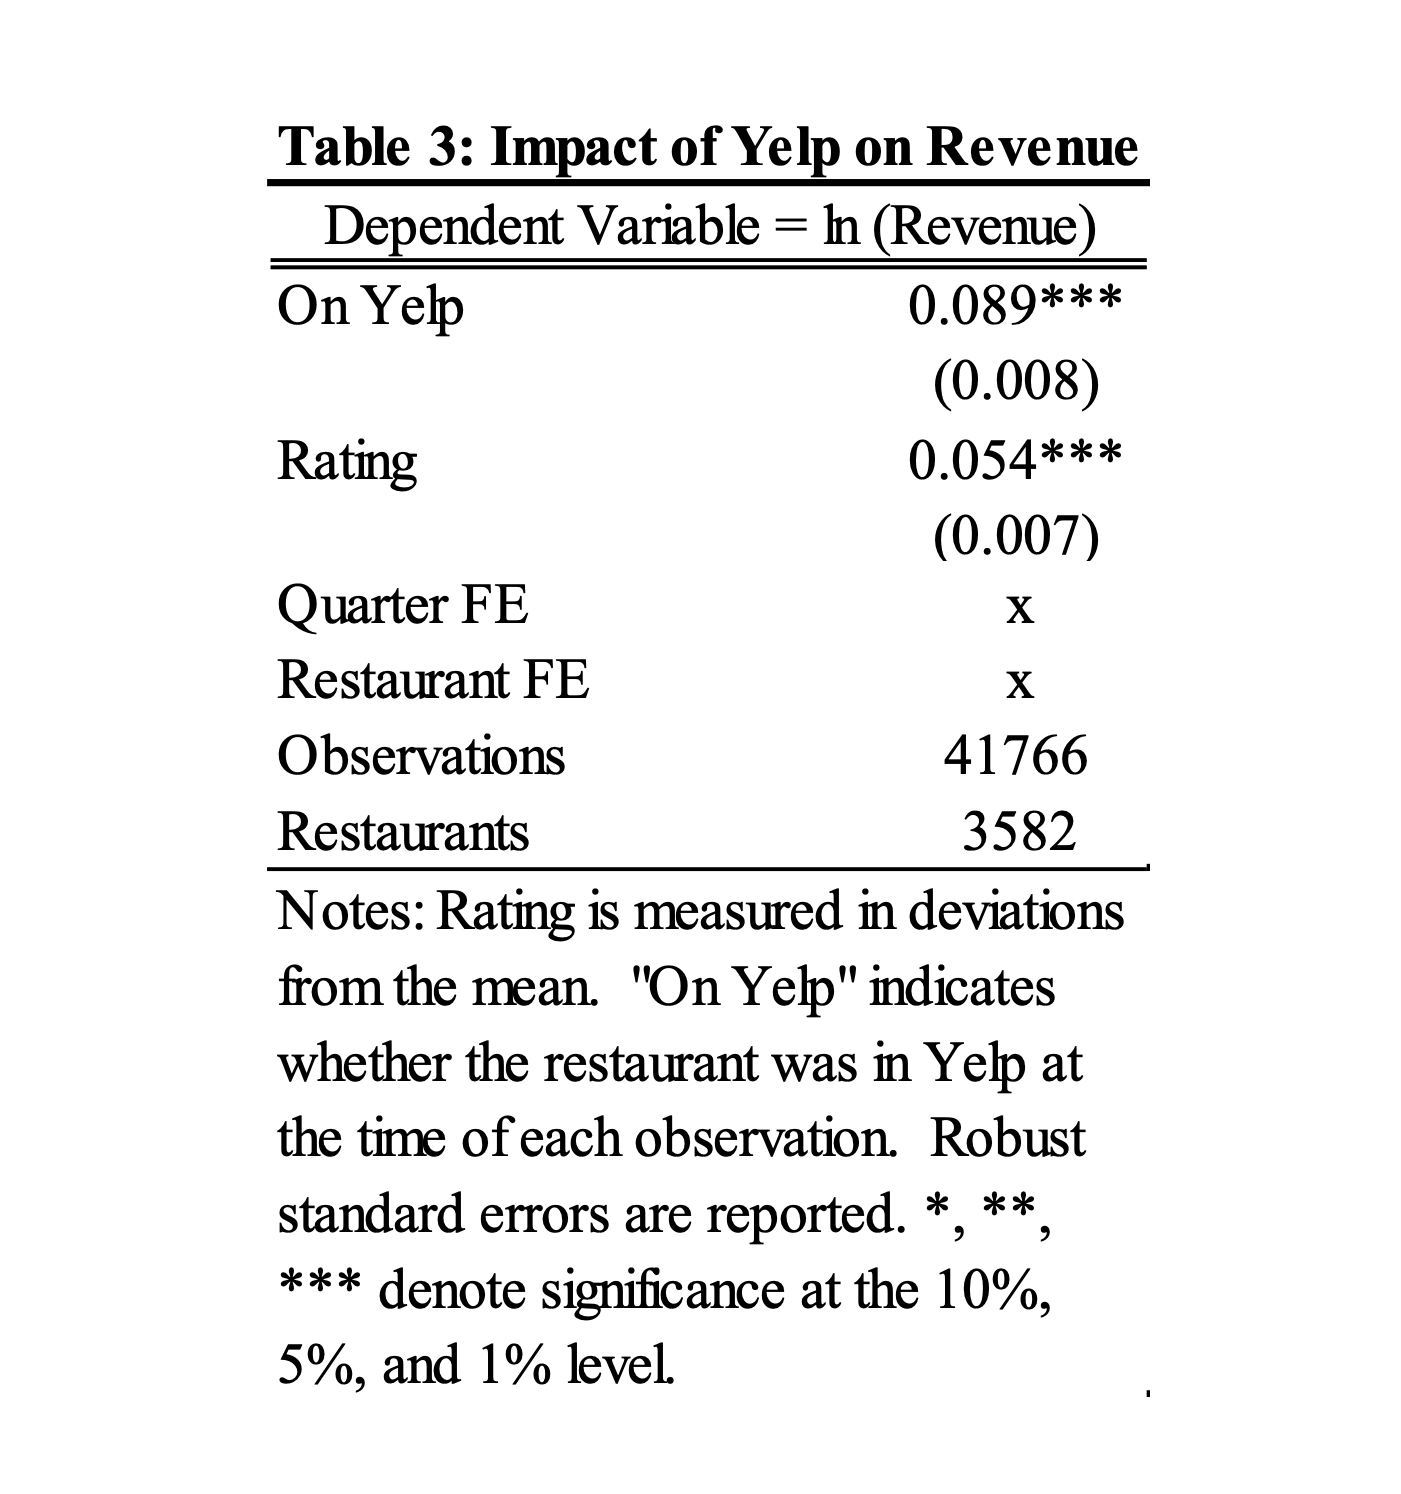 Table 3: Impact of Yelp on Revenue
Dependent Variable = ln (Revenue)
On Yelp 0.089***
(0.008)
Rating 0.054***
(0.007)
Quarter FE x
Restaurant FE x
Observations 41766
Restaurants 3582
Notes: Rating is measured in deviations
from the mean.  "On Yelp" indicates
whether the restaurant was in Yelp at
the time of each observation.  Robust
standard errors are reported. *, **,
*** denote significance at the 10%,
5%, and 1% level.